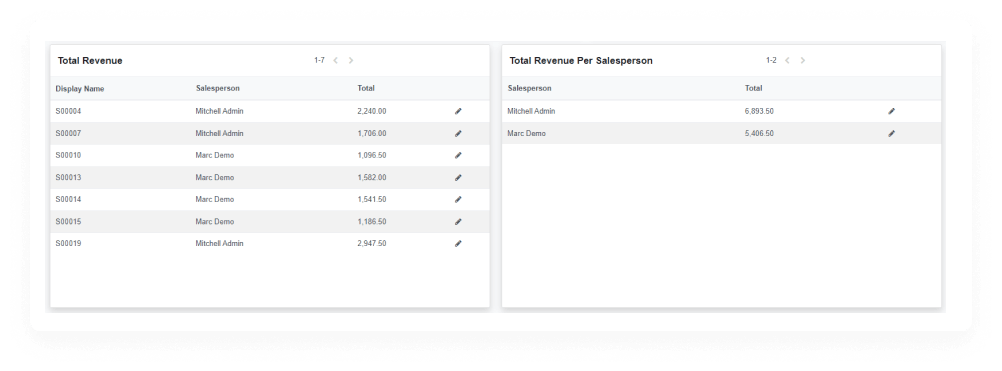 Total Revenue 1-7
Display Name Salesperson Total
S00004 Mitchell Admin 2,240.00
S00007 Mitchell Admin 1,706.00
S00010 Marc Demo 1,096.50
S00013 Marc Demo 1,582.00
S00014 Marc Demo 1,541.50
S00015 Marc Demo 1,186.50
S00019 Mitchell Admin 2,947.50
Total Revenue Per Salesperson 1-2
Salesperson Total
Mitchell Admin 6,893.50
Marc Demo 5,406.50